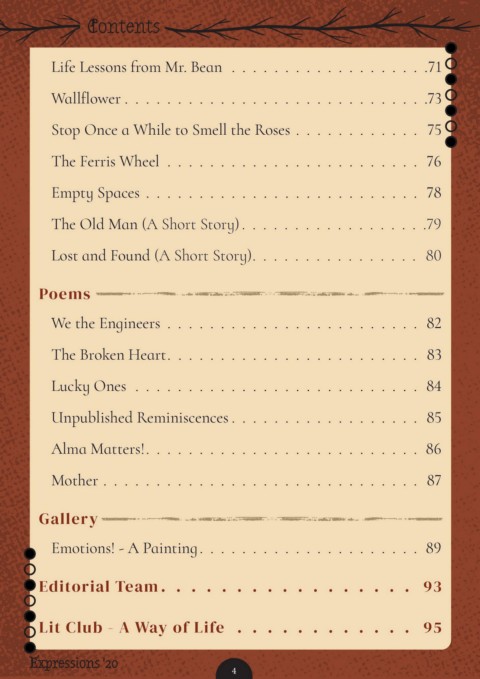 Contents
Life Lessons from Mr. Bean . . . . . . . . . . . . . . . . . .71
Wallflower . . . . . . . . . . . . . . . . . . . . . . . . . . . .73
Stop Once a While to Smell the Roses . . . . . . . . . . . . 75
The Ferris Wheel . . . . . . . . . . . . . . . . . . . . . . . . 76
Empty Spaces . . . . . . . . . . . . . . . . . . . . . . . . . . 78
The Old Man (A Short Story). . . . . . . . . . . . . . . . . .79
Lost and Found (A Short Story). . . . . . . . . . . . . . . . 80
Poems
We the Engineers . . . . . . . . . . . . . . . . . . . . . . . . 82
The Broken Heart. . . . . . . . . . . . . . . . . . . . . . . . 83
Lucky Ones . . . . . . . . . . . . . . . . . . . . . . . . . . . 84
Unpublished Reminiscences . . . . . . . . . . . . . . . . . . 85
Alma Matters!. . . . . . . . . . . . . . . . . . . . . . . . . . 86
Mother . . . . . . . . . . . . . . . . . . . . . . . . . . . . . 87
Gallery
Emotions! - A Painting. . . . . . . . . . . . . . . . . . . . . 89
Editorial Team. . . . . . . . . . . . . . . . . . 93
Lit Club - A Way of Life . . . . . . . . . . . . . 95
Expressions '20
4